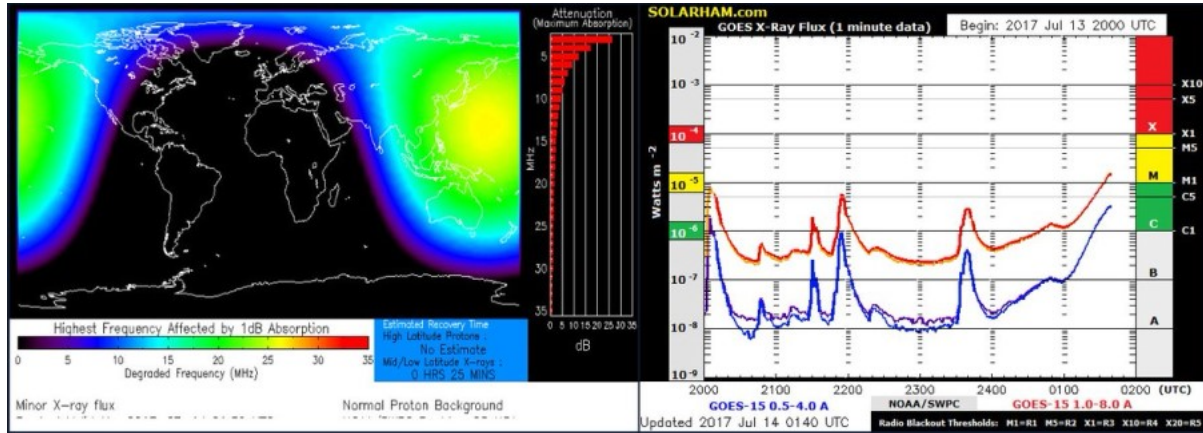 Attenuation
(Maximum Absorption)
5
10
15
20
25
30
35
MHz
0 5 10 15 20 25 30 35
dB
Highest Frequency Affected by 1dB Absorption
0 5 10 15 20 25 30 35
Degraded Frequency (MHz)
Estimated Recovery Time
High Latitude Protons :
No Estimate
Mid/Low Latitude X-rays :
0 HRS 25 MINS
Minor X-ray flux
Normal Proton Background
SOLARHAM.com
GOES X-Ray Flux (1 minute data)
Begin: 2017 Jul 13 2000 UTC
Watts m -2
10 -2
10 -3
10 -4
10 -5
10 -6
10 -7
10 -8
10 -9
X
M
C
B
A
X10
X5
X1
M5
M1
C5
C1
2000 2100 2200 2300 2400 0100 0200 (UTC)
GOES-15 0.5-4.0 A
NOAA/SWPC
GOES-15 1.0-8.0 A
Updated 2017 Jul 14 0140 UTC
Radio Blackout Thresholds: M1=R1 M5=R2 X1=R3 X10=R4 X20=R5